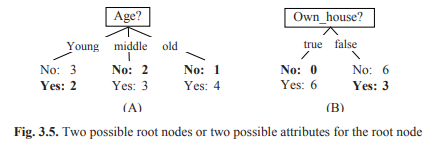 Age? Own_house?
Young middle old true false
No: 3 No: 2 No: 1 No: 0 No: 6
Yes: 2 Yes: 3 Yes: 4 Yes: 6 Yes: 3
(A) (B)
Fig. 3.5. Two possible root nodes or two possible attributes for the root node